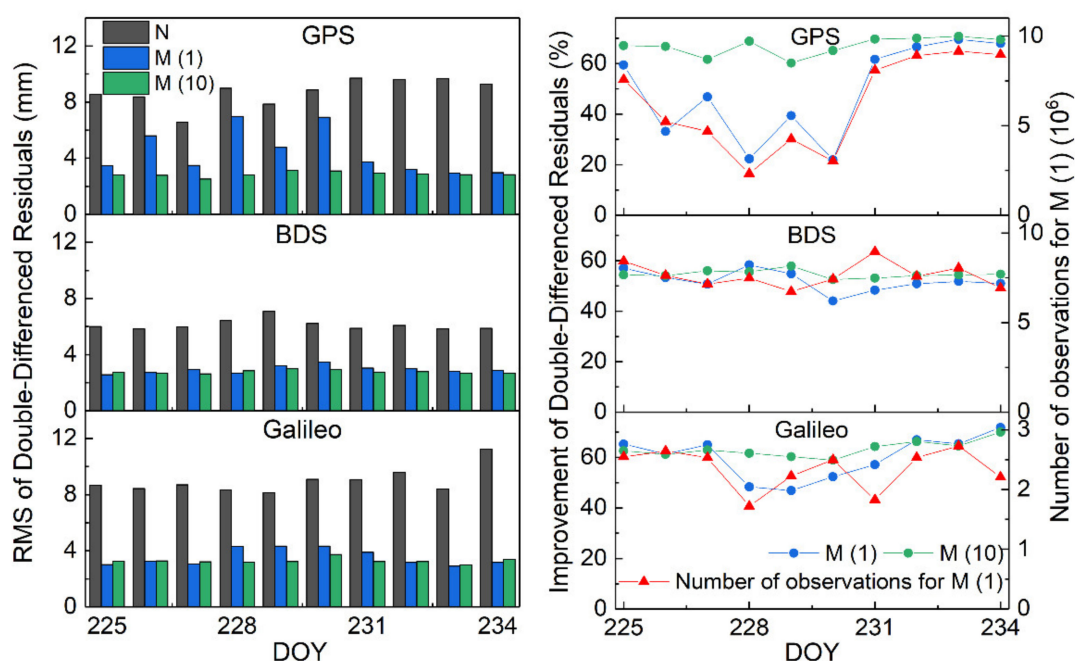 RMS of Double-Differenced Residuals (mm)
N
M (1)
M (10)
GPS
12
8
4
0
BDS
12
8
4
0
Galileo
12
8
4
0
225
228
231
234
DOY
Improvement of Double-Differenced Residuals (%)
GPS
60
40
20
0
10
5
0
BDS
60
40
20
0
10
5
0
Galileo
60
40
20
0
3
2
1
0
M (1)
M (10)
Number of observations for M (1)
225
228
231
234
DOY
Number of observations for M (1) (10⁶)